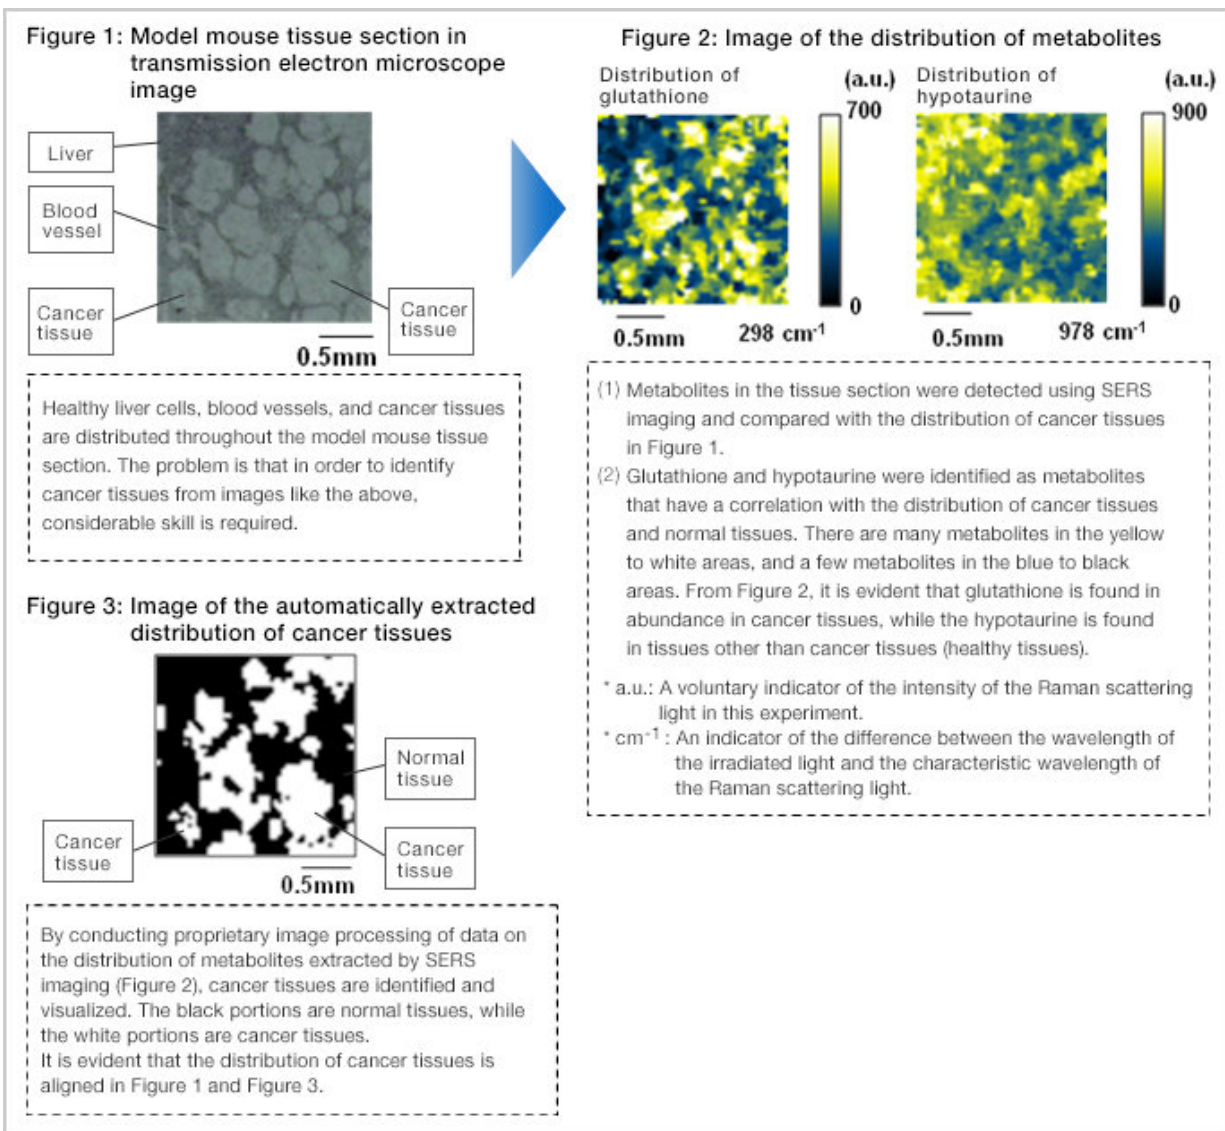 Figure 1: Model mouse tissue section in
transmission electron microscope
image
Liver
Blood
vessel
Cancer
tissue
Cancer
tissue
0.5mm
Healthy liver cells, blood vessels, and cancer tissues
are distributed throughout the model mouse tissue
section. The problem is that in order to identify
cancer tissues from images like the above,
considerable skill is required.
Figure 2: Image of the distribution of metabolites
Distribution of
glutathione
(a.u.)
700
0
0.5mm
298 cm-1
Distribution of
hypotaurine
(a.u.)
900
0
0.5mm
978 cm-1
(1) Metabolites in the tissue section were detected using SERS
imaging and compared with the distribution of cancer tissues
in Figure 1.
(2) Glutathione and hypotaurine were identified as metabolites
that have a correlation with the distribution of cancer tissues
and normal tissues. There are many metabolites in the yellow
to white areas, and a few metabolites in the blue to black
areas. From Figure 2, it is evident that glutathione is found in
abundance in cancer tissues, while the hypotaurine is found
in tissues other than cancer tissues (healthy tissues).
* a.u.: A voluntary indicator of the intensity of the Raman scattering
light in this experiment.
* cm-1 : An indicator of the difference between the wavelength of
the irradiated light and the characteristic wavelength of
the Raman scattering light.
Figure 3: Image of the automatically extracted
distribution of cancer tissues
Normal
tissue
Cancer
tissue
Cancer
tissue
0.5mm
By conducting proprietary image processing of data on
the distribution of metabolites extracted by SERS
imaging (Figure 2), cancer tissues are identified and
visualized. The black portions are normal tissues, while
the white portions are cancer tissues.
It is evident that the distribution of cancer tissues is
aligned in Figure 1 and Figure 3.